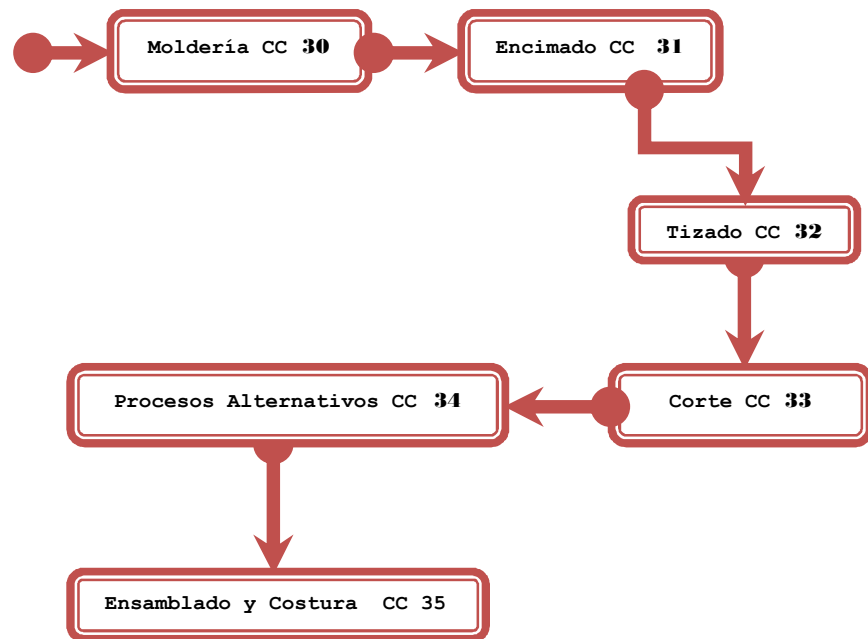 Moldería CC 30
Encimado CC 31
Tizado CC 32
Procesos Alternativos CC 34
Corte CC 33
Ensamblado y Costura CC 35